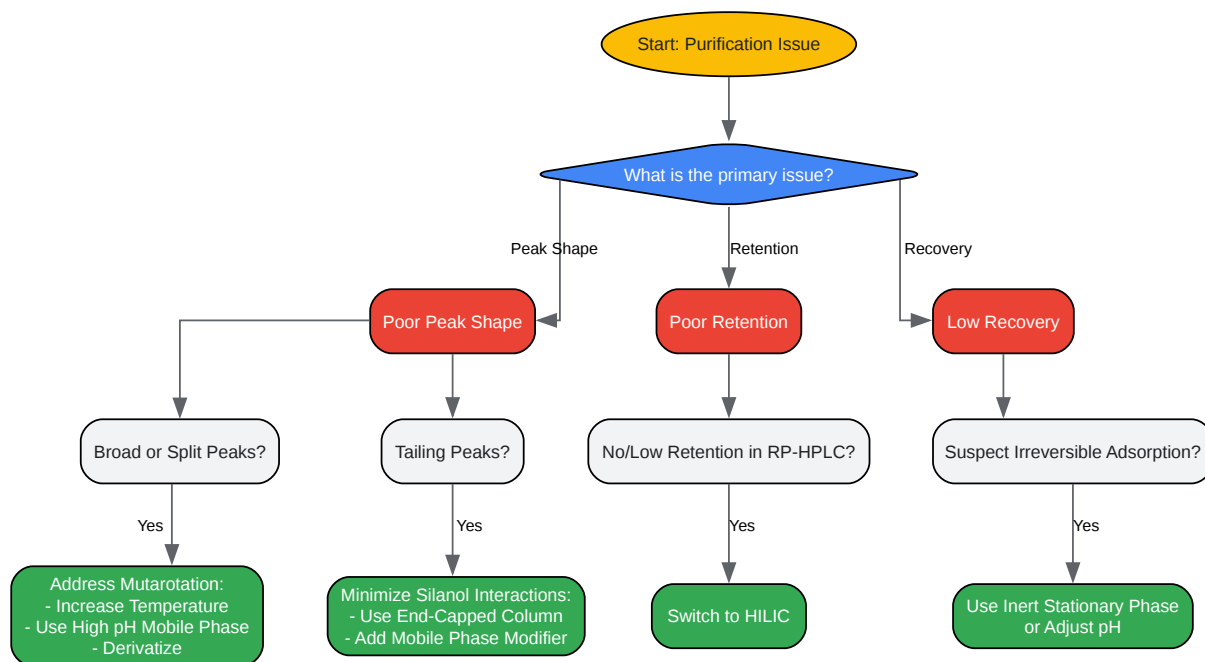 Start: Purification Issue
What is the primary issue?
Peak Shape
Retention
Recovery
Poor Peak Shape
Poor Retention
Low Recovery
Broad or Split Peaks?
Tailing Peaks?
No/Low Retention in RP-HPLC?
Suspect Irreversible Adsorption?
Yes
Yes
Yes
Yes
Address Mutarotation:
- Increase Temperature
- Use High pH Mobile Phase
- Derivatize
Minimize Silanol Interactions:
- Use End-Capped Column
- Add Mobile Phase Modifier
Switch to HILIC
Use Inert Stationary Phase
or Adjust pH